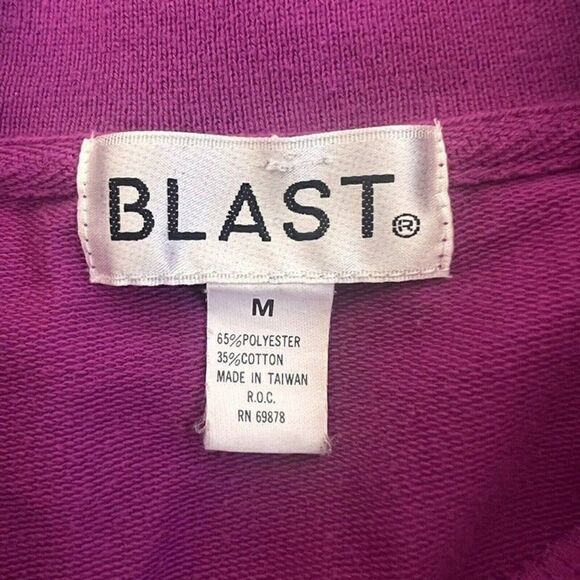 BLAST®
M
65%POLYESTER
35%COTTON
MADE IN TAIWAN
R.O.C.
RN 69878